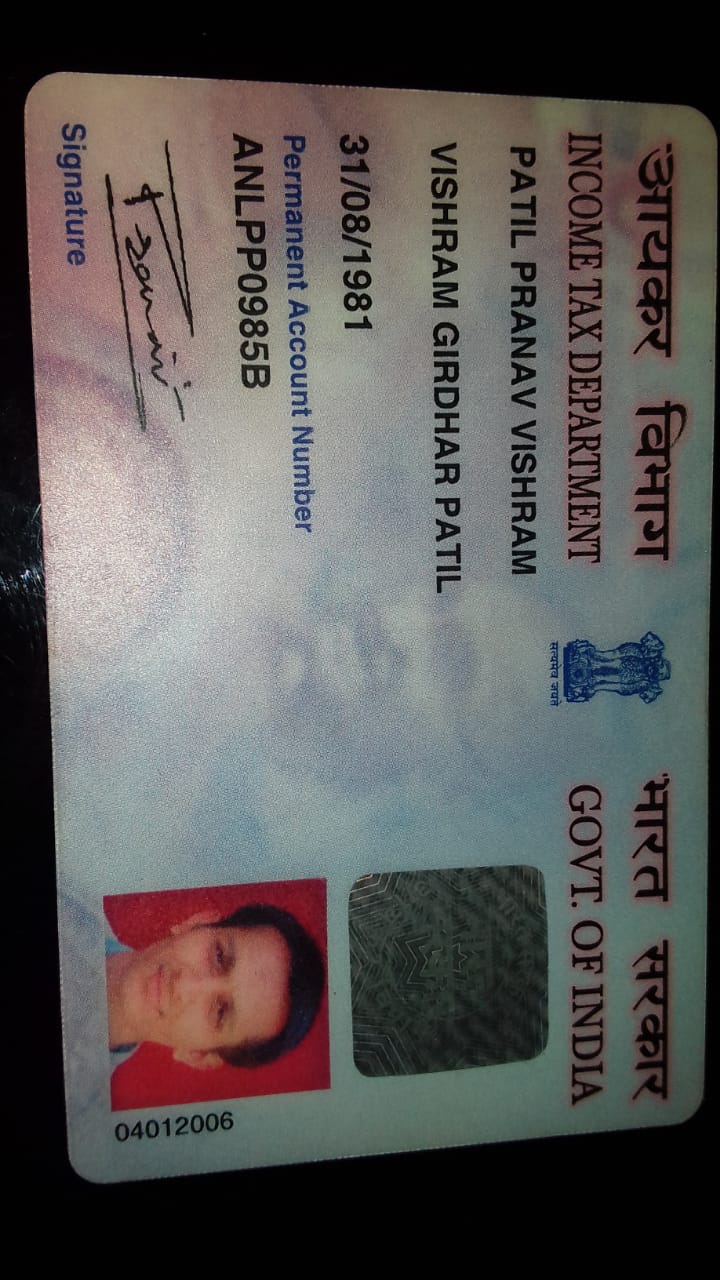 आयकर विभाग
INCOME TAX DEPARTMENT
सत्यमेव जयते
भारत सरकार
GOVT. OF INDIA
PATIL PRANAV VISHRAM
VISHRAM GIRDHAR PATIL
31/08/1981
Permanent Account Number
ANLPP0985B
Signature
04012006